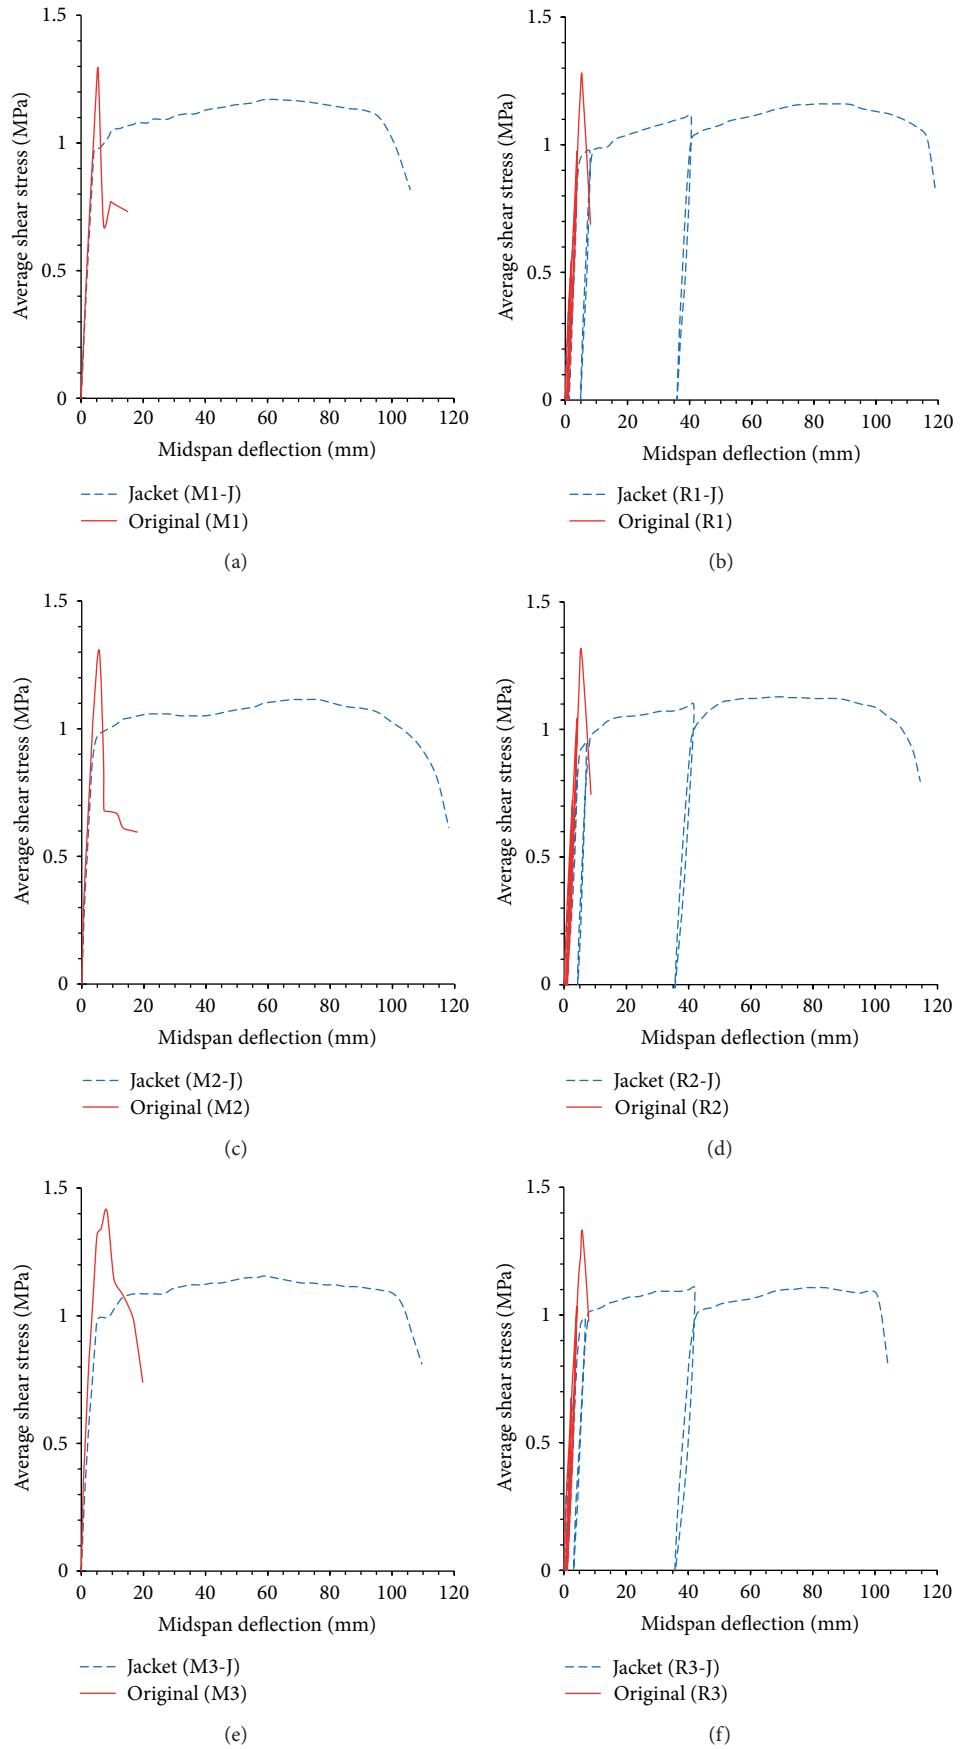 1.5
1
0.5
0
Average shear stress (MPa)
0 20 40 60 80 100 120
Midspan deflection (mm)
Jacket (M1-J)
Original (M1)
(a)
1.5
1
0.5
0
Average shear stress (MPa)
0 20 40 60 80 100 120
Midspan deflection (mm)
Jacket (R1-J)
Original (R1)
(b)
1.5
1
0.5
0
Average shear stress (MPa)
0 20 40 60 80 100 120
Midspan deflection (mm)
Jacket (M2-J)
Original (M2)
(c)
1.5
1
0.5
0
Average shear stress (MPa)
0 20 40 60 80 100 120
Midspan deflection (mm)
Jacket (R2-J)
Original (R2)
(d)
1.5
1
0.5
0
Average shear stress (MPa)
0 20 40 60 80 100 120
Midspan deflection (mm)
Jacket (M3-J)
Original (M3)
(e)
1.5
1
0.5
0
Average shear stress (MPa)
0 20 40 60 80 100 120
Midspan deflection (mm)
Jacket (R3-J)
Original (R3)
(f)